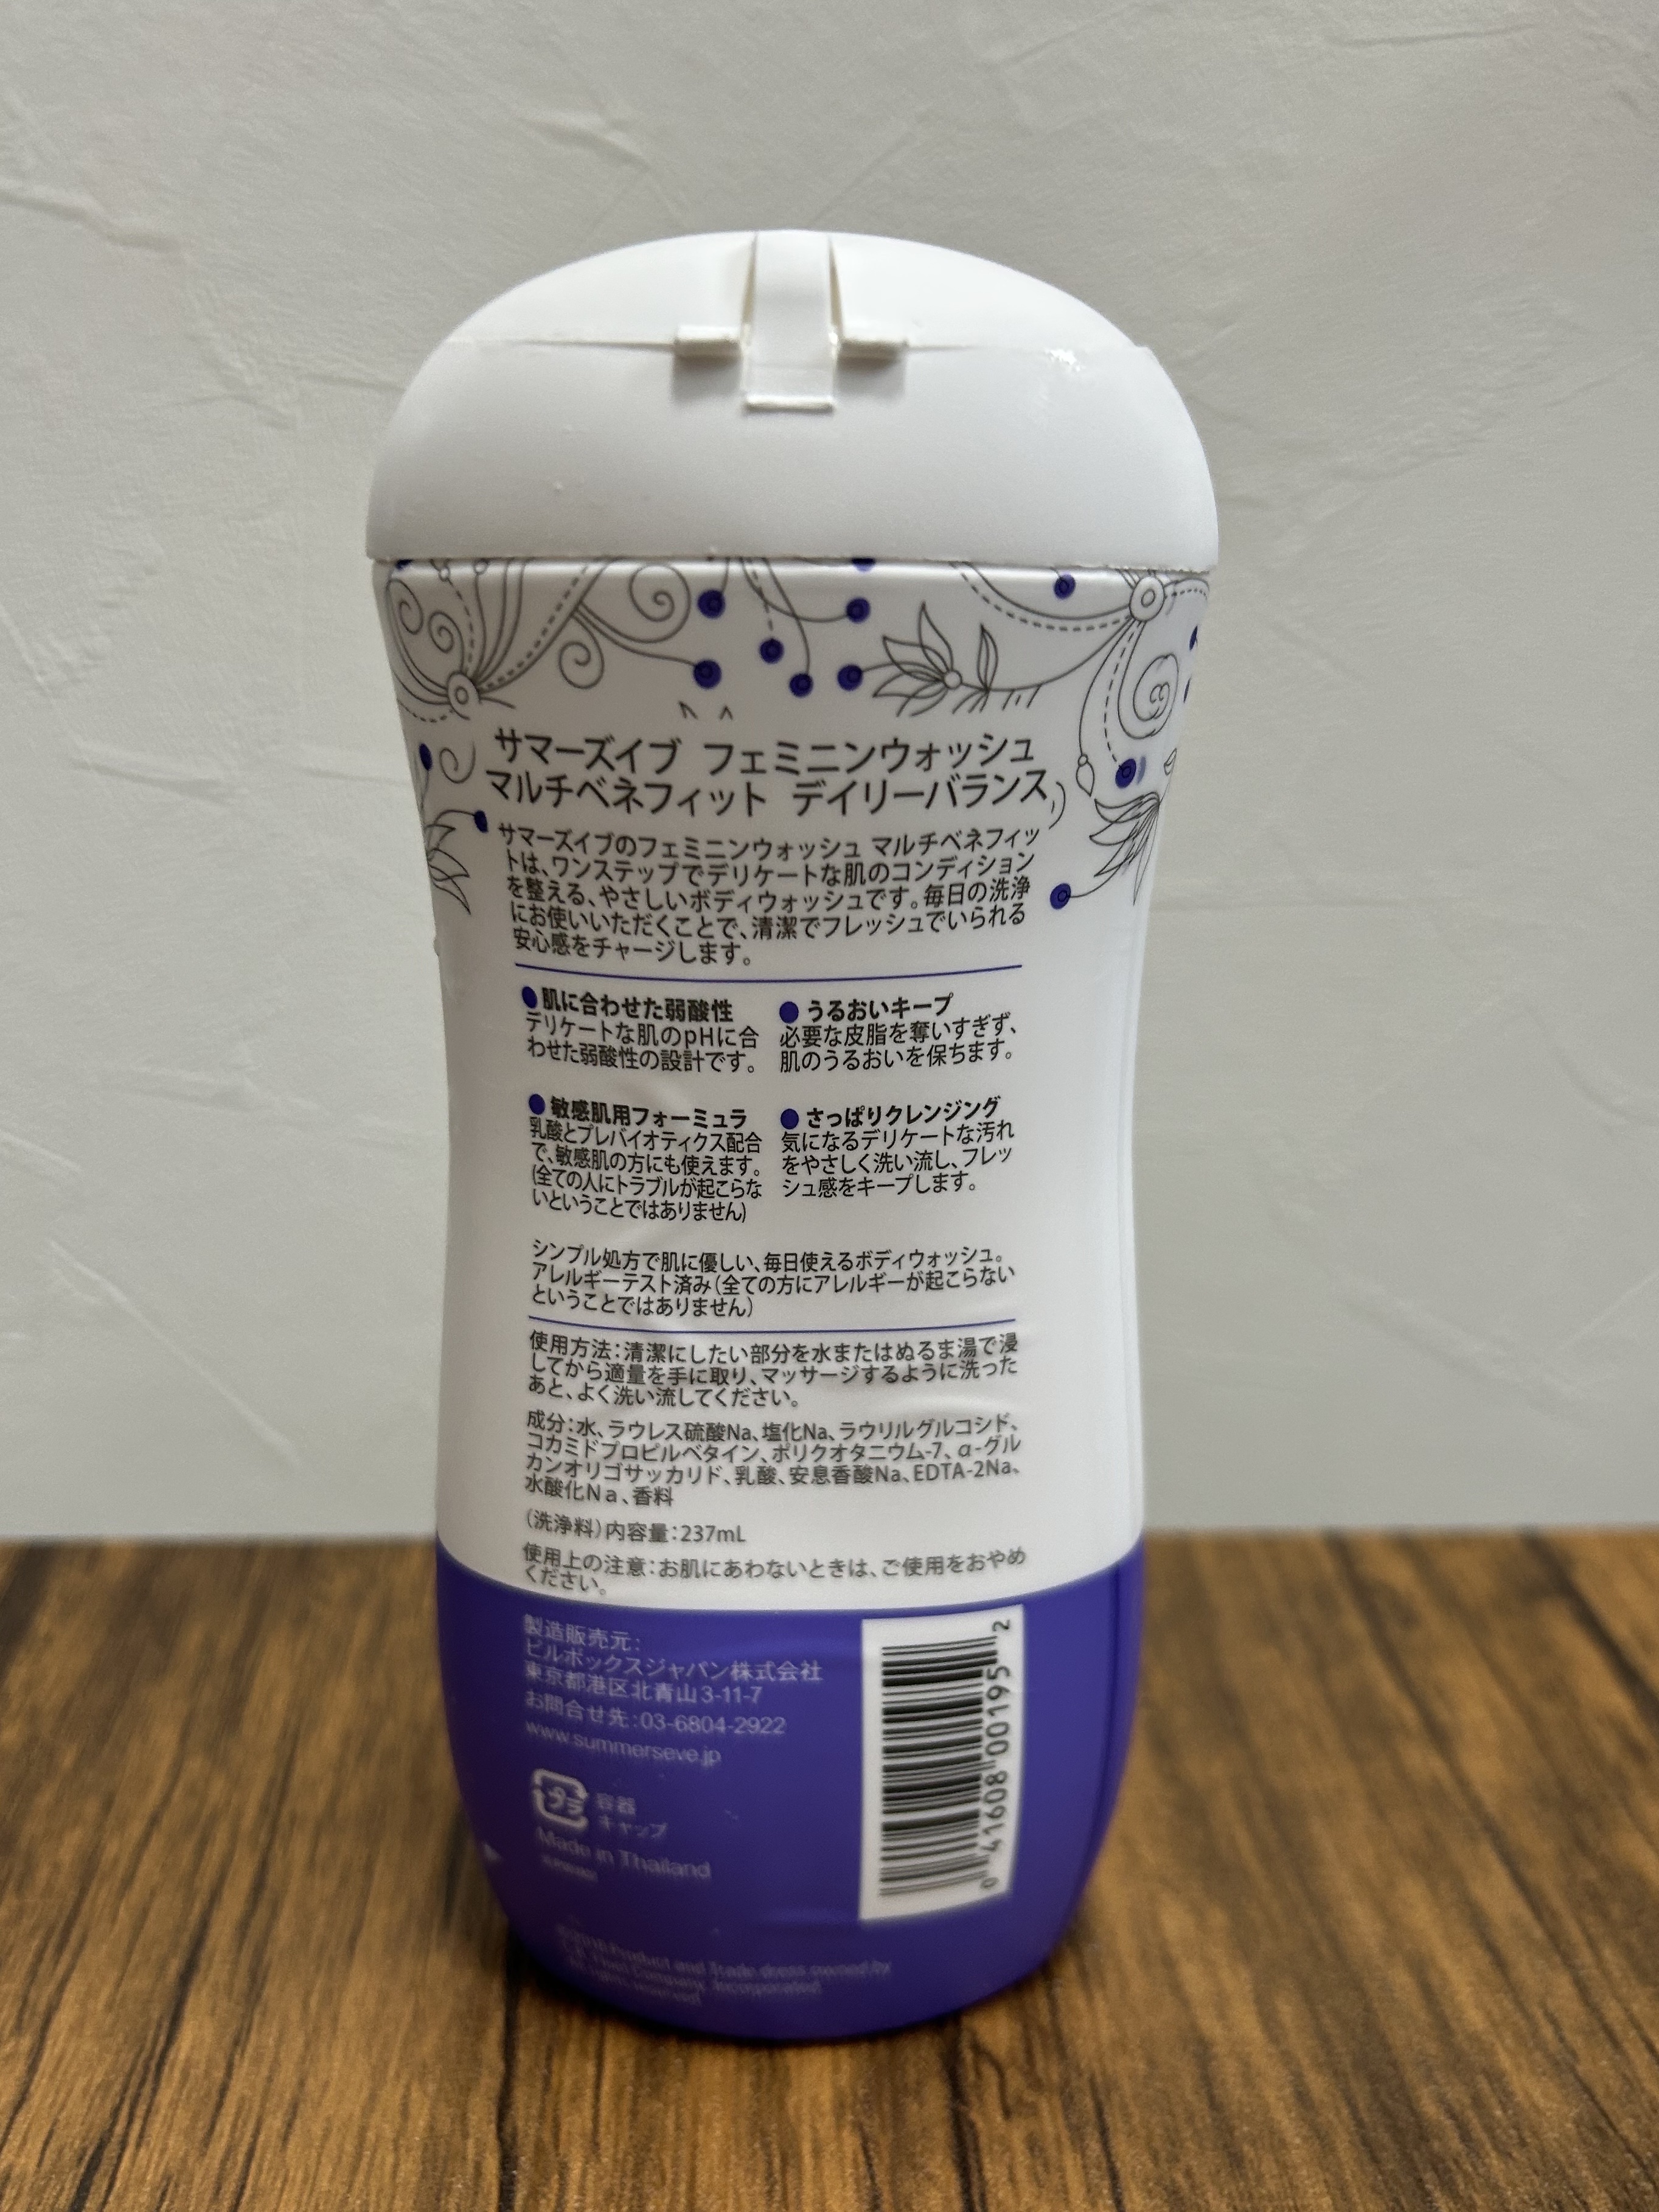 サマーズイブ フェミニンウォッシュ
マルチベネフィット デイリーバランス
サマーズイブのフェミニンウォッシュ マルチベネフィッ
トは、ワンステップでデリケートな肌のコンディション
を整える、やさしいボディウォッシュです。毎日の洗浄
にお使いいただくことで、清潔でフレッシュでいられる
安心感をチャージします。
●肌に合わせた弱酸性
デリケートな肌のpHに合
わせた弱酸性の設計です。
●うるおいキープ
必要な皮脂を奪いすぎず、
肌のうるおいを保ちます。
●敏感肌用フォーミュラ
乳酸とプレバイオティクス配合
で、敏感肌の方にも使えます。
(全ての人にトラブルが起こらな
いということではありません)
●さっぱりクレンジング
気になるデリケートな汚れ
をやさしく洗い流し、フレッ
シュ感をキープします。
シンプル処方で肌に優しい、毎日使えるボディウォッシュ。
アレルギーテスト済み(全ての方にアレルギーが起こらない
ということではありません)
使用方法：清潔にしたい部分を水またはぬるま湯で浸
してから適量を手に取り、マッサージするように洗った
あと、よく洗い流してください。
成分：水、ラウレス硫酸Na、塩化Na、ラウリルグルコシド、
コカミドプロピルベタイン、ポリクオタニウム-7、α-グル
カンオリゴサッカリド、乳酸、安息香酸Na、EDTA-2Na、
水酸化Ｎａ、香料
(洗浄料)内容量：237mL
使用上の注意：お肌にあわないときは、ご使用をおやめ
ください。
製造販売元：
ピルボックスジャパン株式会社
東京都港区北青山3-11-7
お問合せ先：03-6804-2922
www.summerseve.jp
プラ
容器
キャップ
Made in Thailand
Product and Trade dress owned by
Company, Incorporated
0 41608 00195 2